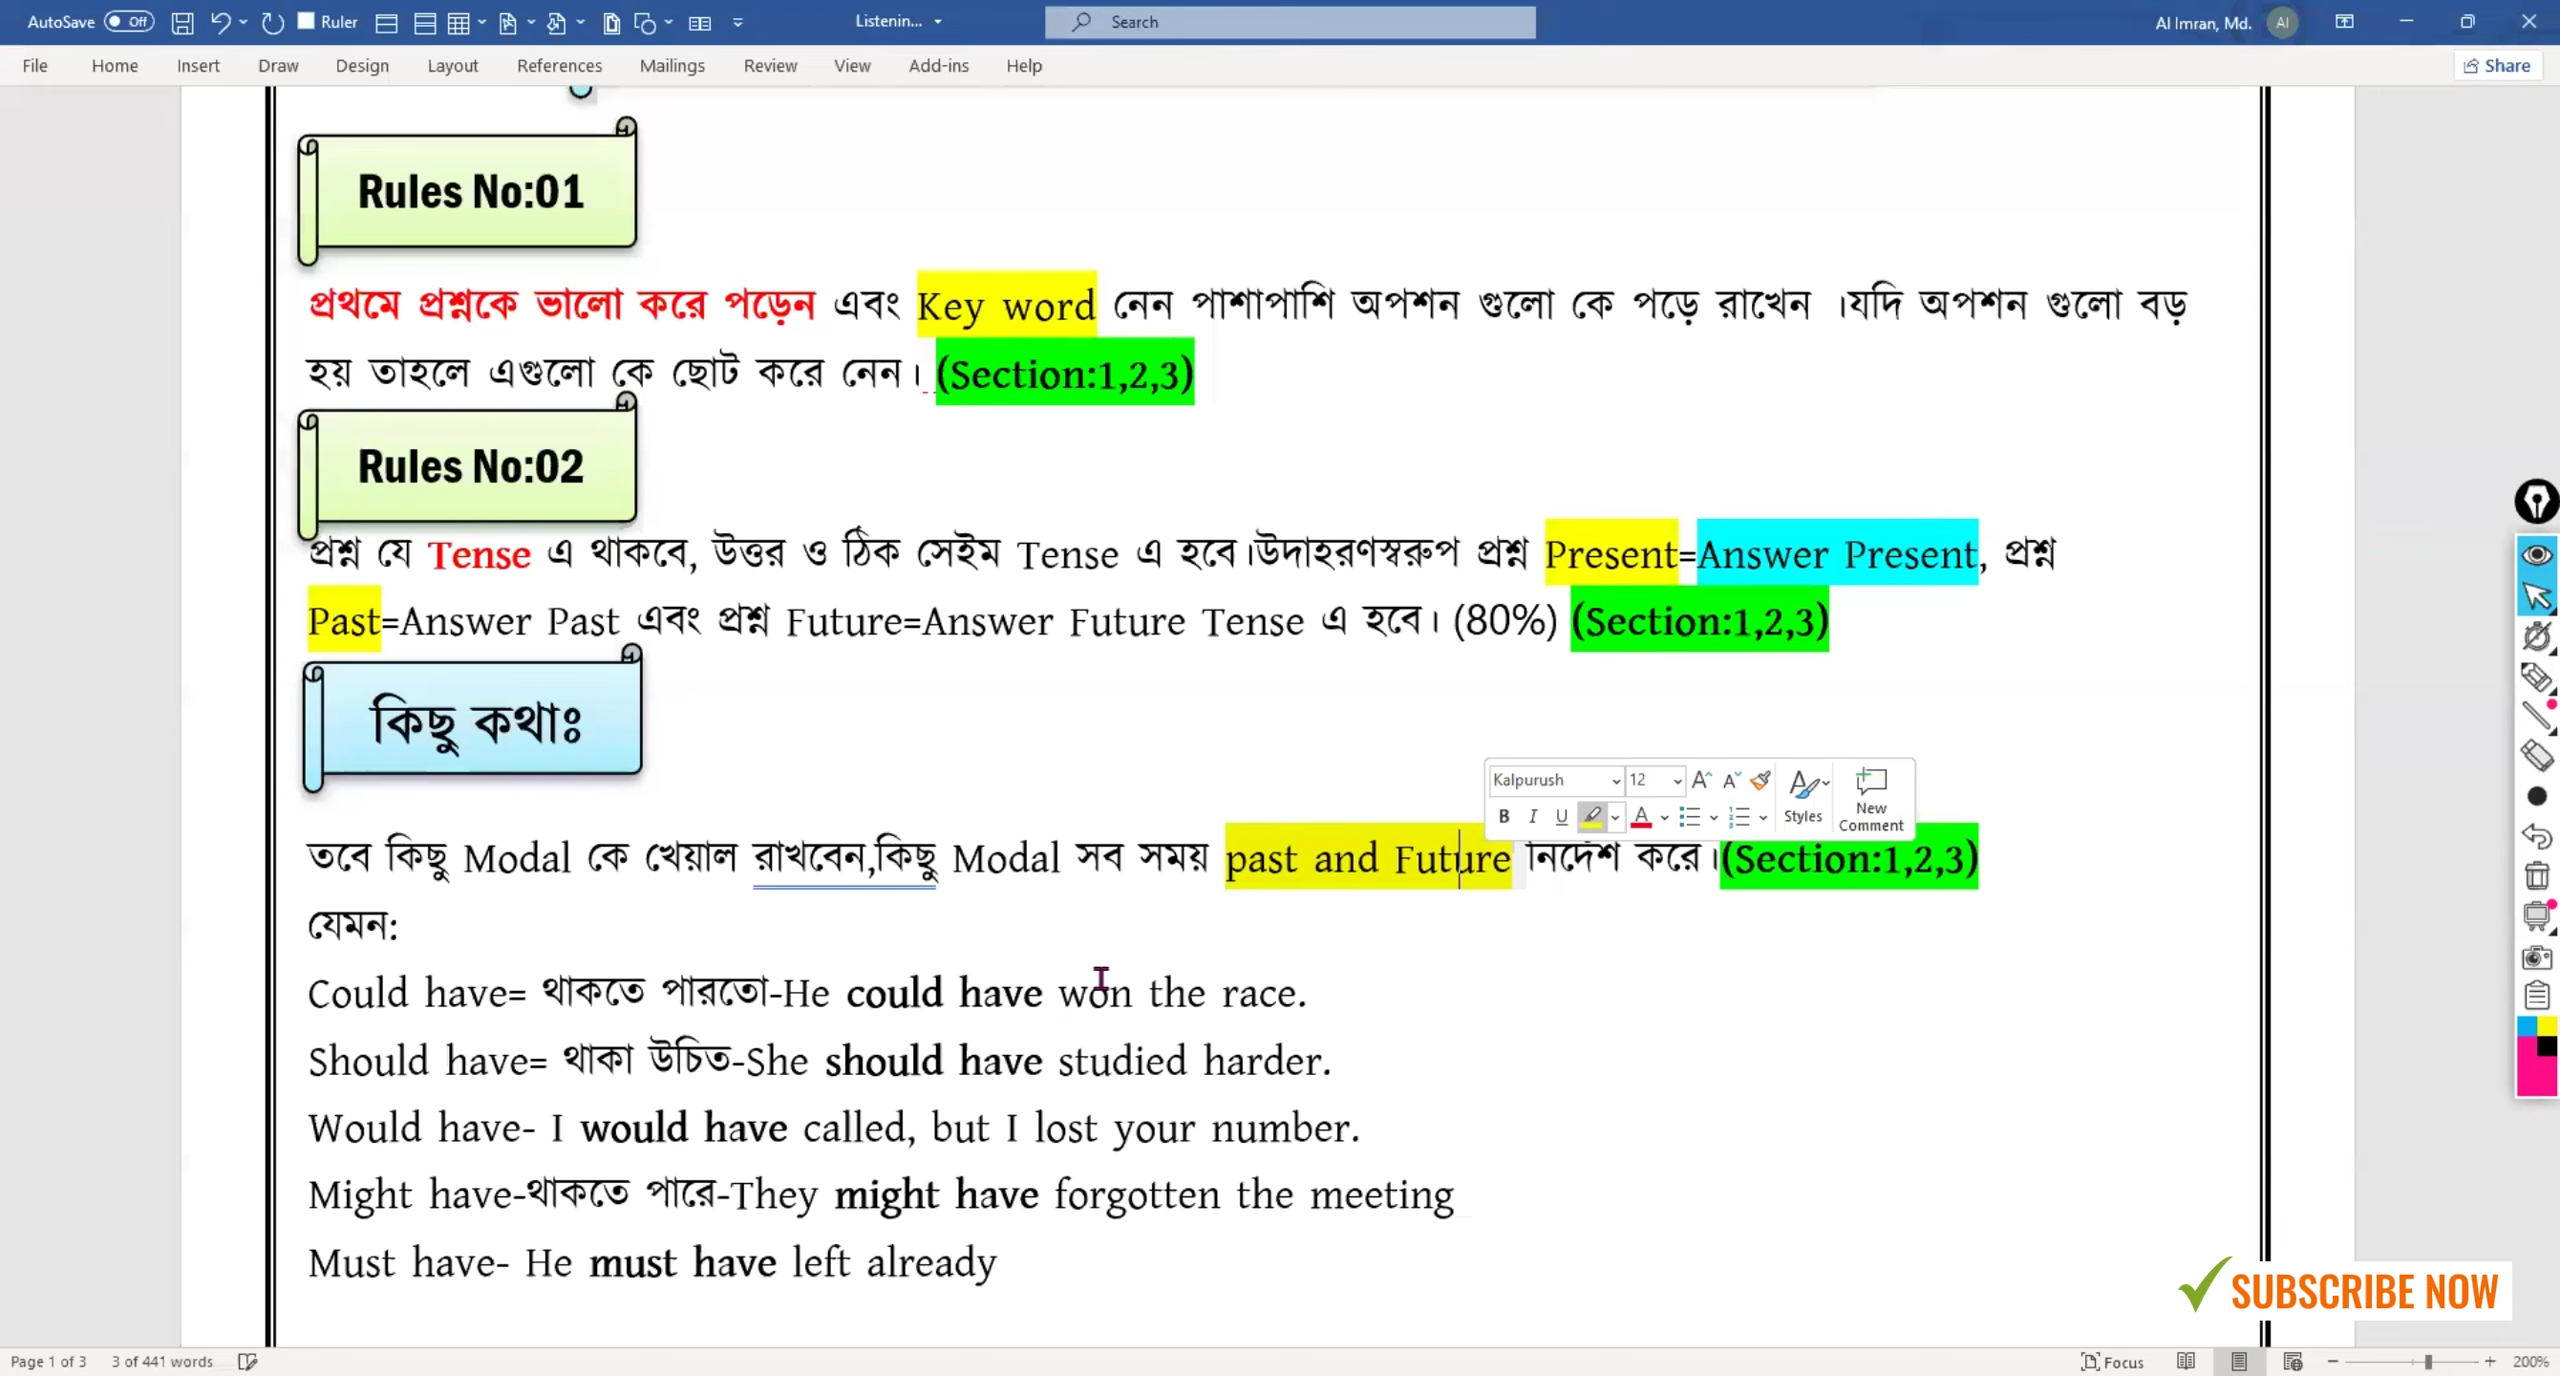 AutoSave Off Ruler Listenin... Search Al Imran, Md. AI
File Home Insert Draw Design Layout References Mailings Review View Add-ins Help Share
Rules No:01
প্রথমে প্রশ্নকে ভালো করে পড়েন এবং Key word নেন পাশাপাশি অপশন গুলো কে পড়ে রাখেন ।যদি অপশন গুলো বড়
হয় তাহলে এগুলো কে ছোট করে নেন। (Section:1,2,3)
Rules No:02
প্রশ্ন যে Tense এ থাকবে, উত্তর ও ঠিক সেইম Tense এ হবে।উদাহরণস্বরুপ প্রশ্ন Present=Answer Present, প্রশ্ন
Past=Answer Past এবং প্রশ্ন Future=Answer Future Tense এ হবে। (80%) (Section:1,2,3)
কিছু কথাঃ
Kalpurush 12
B I U A Styles New Comment
তবে কিছু Modal কে খেয়াল রাখবেন,কিছু Modal সব সময় past and Future নির্দেশ করে।(Section:1,2,3)
যেমন:
Could have= থাকতে পারতো-He could have won the race.
Should have= থাকা উচিত-She should have studied harder.
Would have- I would have called, but I lost your number.
Might have-থাকতে পারে-They might have forgotten the meeting
Must have- He must have left already
SUBSCRIBE NOW
Page 1 of 3 3 of 441 words Focus 200%